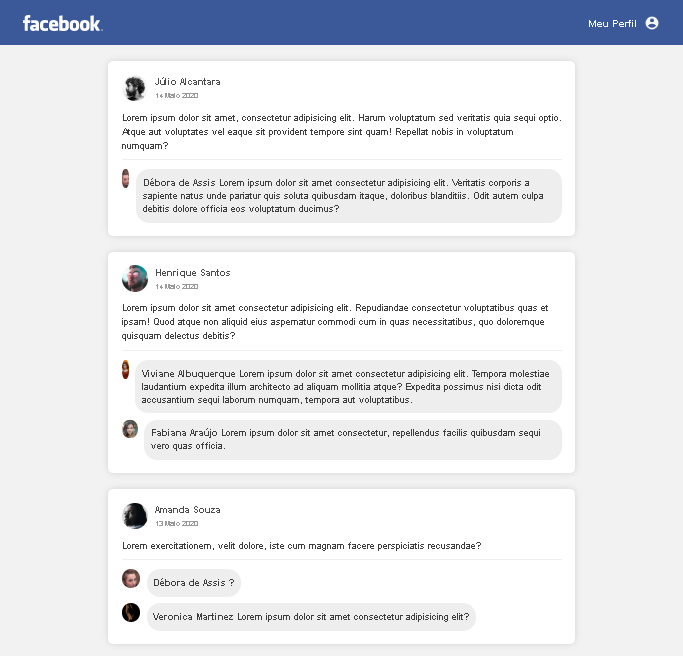 facebook.
Meu Perfil
Júlio Alcantara
14 Maio 2020
Lorem ipsum dolor sit amet, consectetur adipisicing elit. Harum voluptatum sed veritatis quia sequi optio.
Atque aut voluptates vel eaque sit provident tempore sint quam! Repellat nobis in voluptatum
numquam?
Débora de Assis Lorem ipsum dolor sit amet consectetur adipisicing elit. Veritatis corporis a
sapiente natus unde pariatur quis soluta quibusdam itaque, doloribus blanditiis. Odit autem culpa
debitis dolore officia eos voluptatum ducimus?
Henrique Santos
14 Maio 2020
Lorem ipsum dolor sit amet consectetur adipisicing elit. Repudiandae consectetur voluptatibus quas et
ipsam! Quod atque non aliquid eius aspernatur commodi cum in quas necessitatibus, quo doloremque
quisquam delectus debitis?
Viviane Albuquerque Lorem ipsum dolor sit amet consectetur adipisicing elit. Tempora molestiae
laudantium expedita illum architecto ad aliquam mollitia atque? Expedita possimus nisi dicta odit
accusantium sequi laborum numquam, tempora aut voluptatibus.
Fabiana Araújo Lorem ipsum dolor sit amet consectetur, repellendus facilis quibusdam sequi
vero quas officia.
Amanda Souza
13 Maio 2020
Lorem exercitationem, velit dolore, iste cum magnam facere perspiciatis recusandae?
Débora de Assis ?
Veronica Martinez Lorem ipsum dolor sit amet consectetur adipisicing elit?